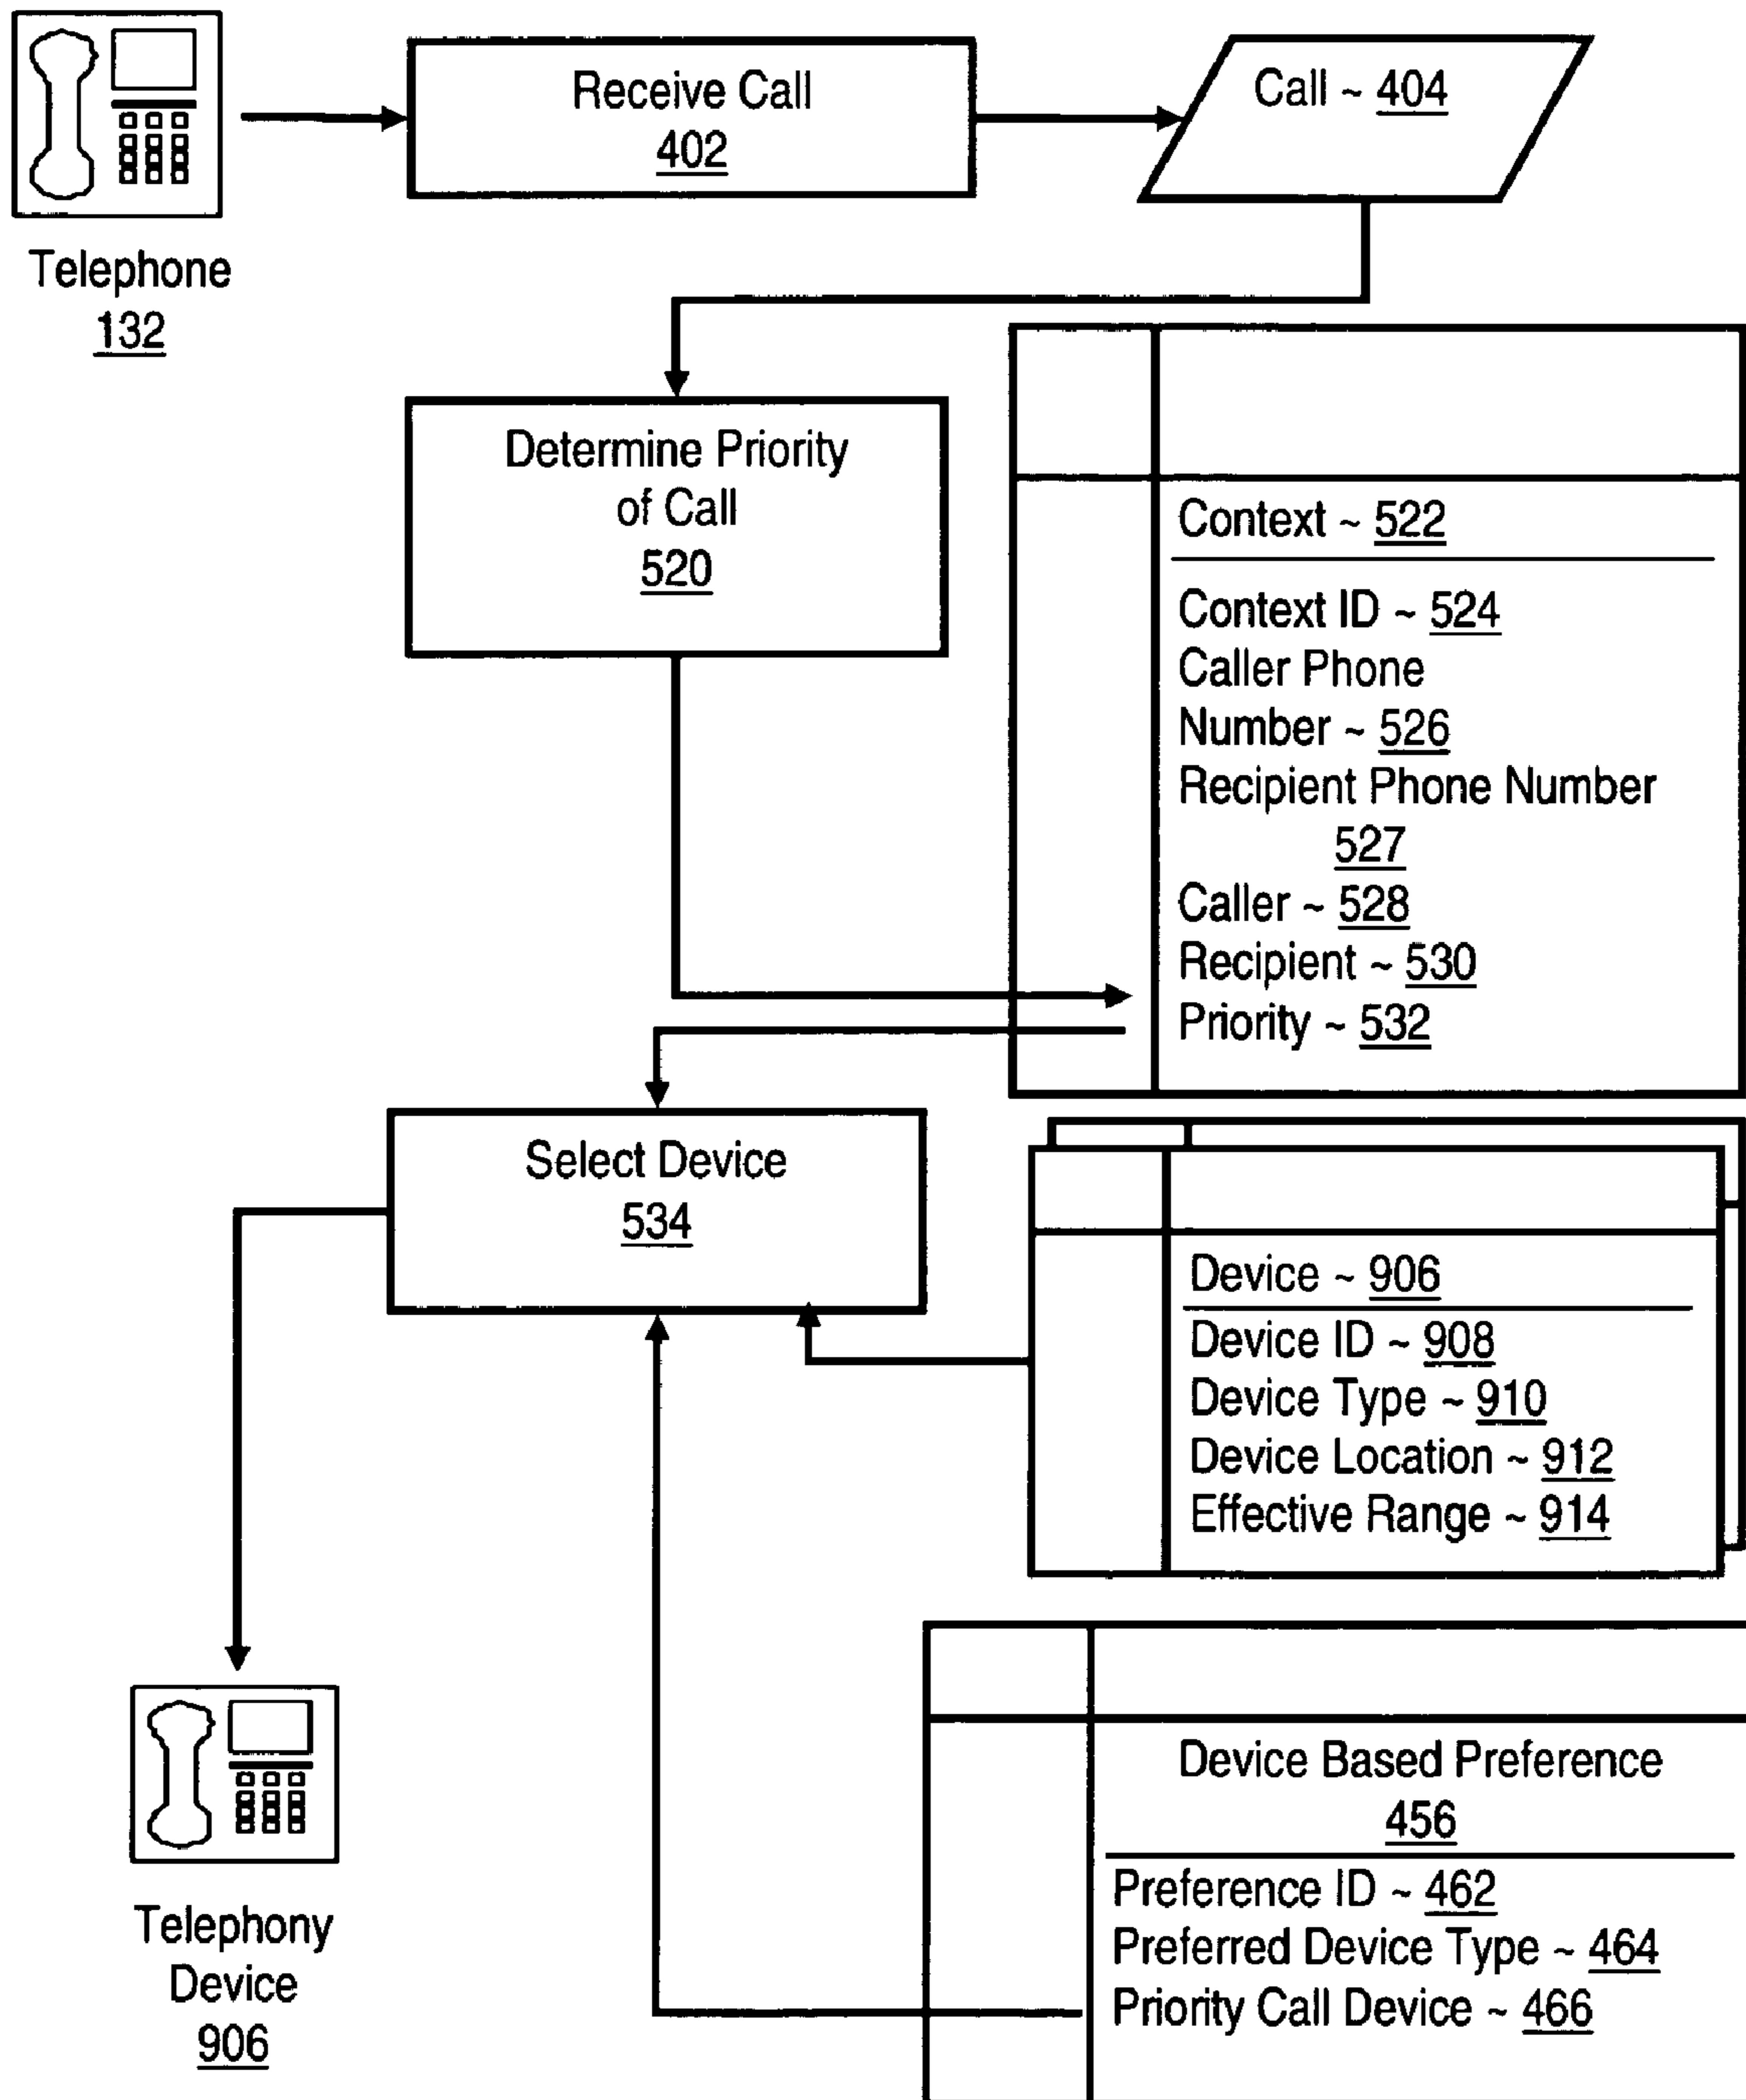 Receive Call
402
Call ~ 404
Telephone
132
Determine Priority
of Call
520
Context ~ 522
Context ID ~ 524
Caller Phone
Number ~ 526
Recipient Phone Number
527
Caller ~ 528
Recipient ~ 530
Priority ~ 532
Select Device
534
Device ~ 906
Device ID ~ 908
Device Type ~ 910
Device Location ~ 912
Effective Range ~ 914
Device Based Preference
456
Preference ID ~ 462
Preferred Device Type ~ 464
Priority Call Device ~ 466
Telephony
Device
906